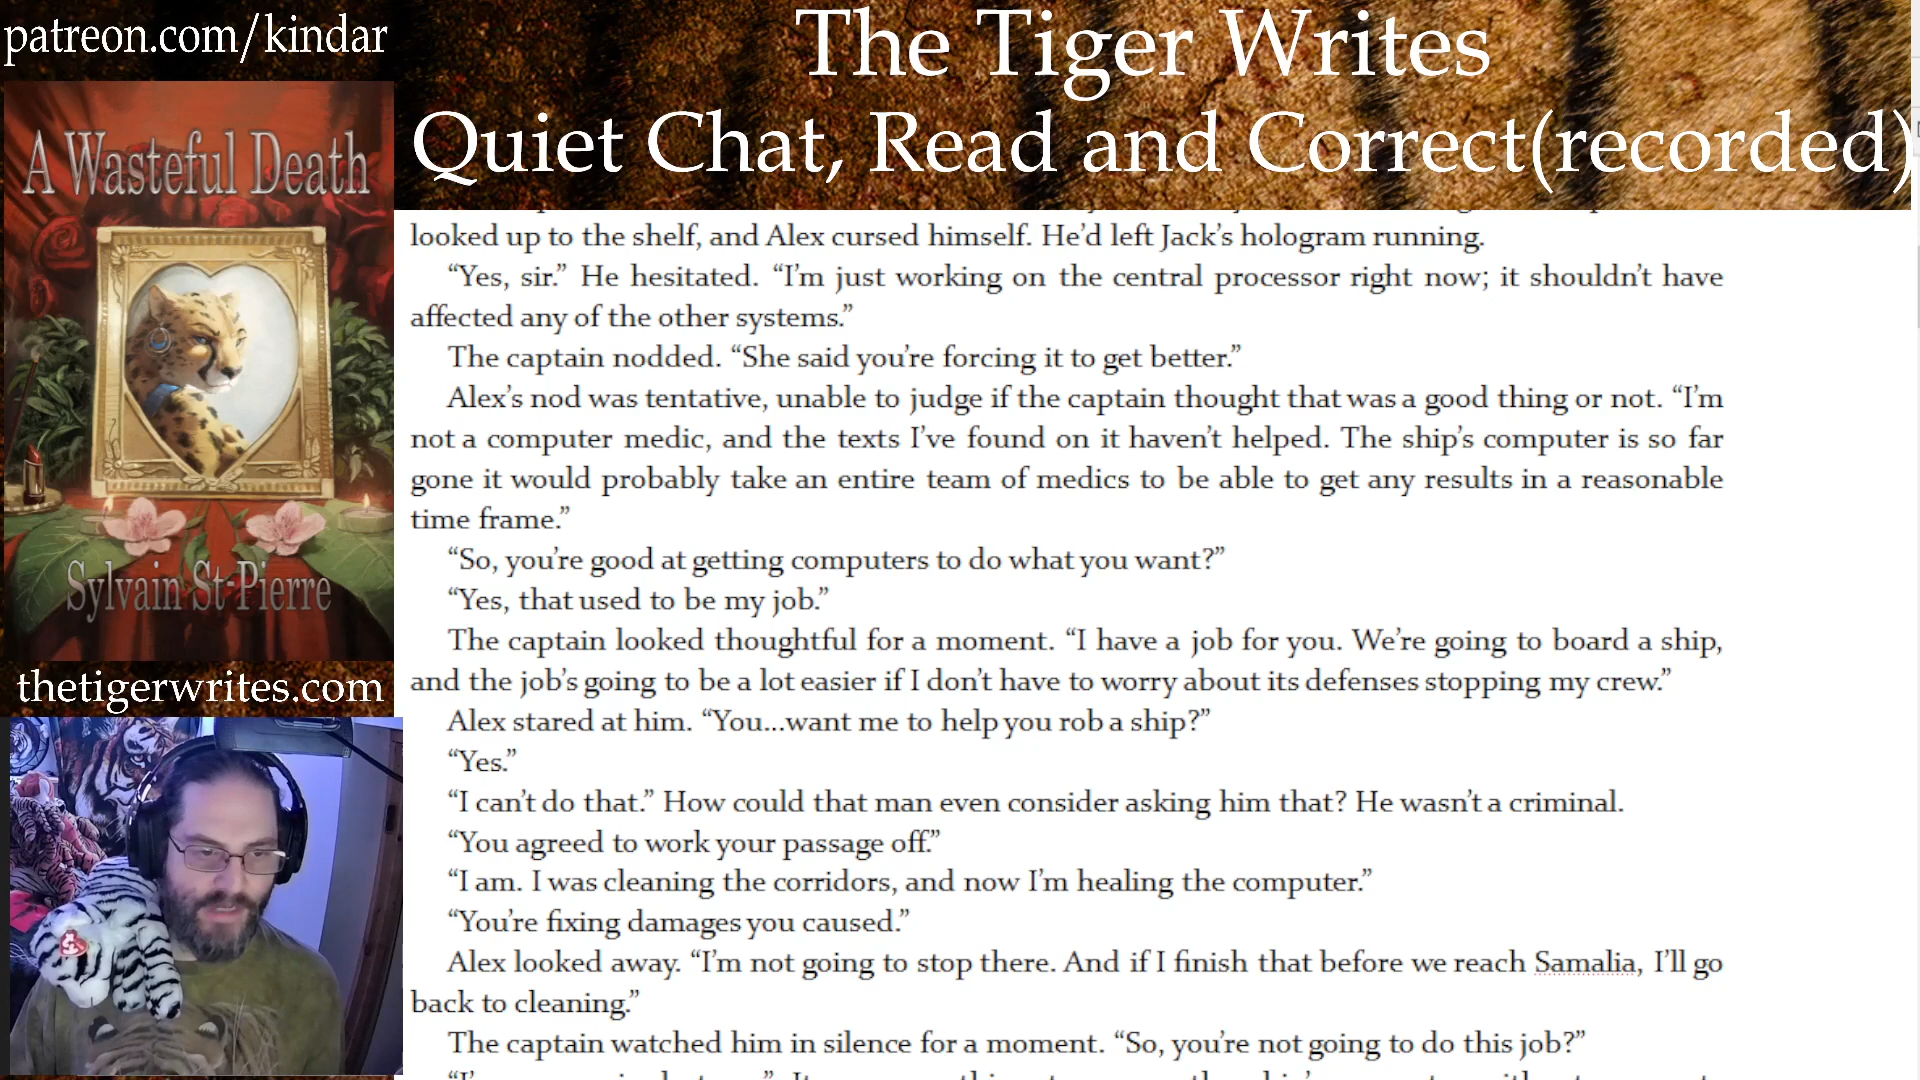 patreon.com/kindar
The Tiger Writes
Quiet Chat, Read and Correct(recorded)
A Wasteful Death
Sylvain St-Pierre
thetigerwrites.com
looked up to the shelf, and Alex cursed himself. He’d left Jack’s hologram running.
“Yes, sir.” He hesitated. “I’m just working on the central processor right now; it shouldn’t have
affected any of the other systems.”
The captain nodded. “She said you’re forcing it to get better.”
Alex’s nod was tentative, unable to judge if the captain thought that was a good thing or not. “I’m
not a computer medic, and the texts I’ve found on it haven’t helped. The ship’s computer is so far
gone it would probably take an entire team of medics to be able to get any results in a reasonable
time frame.”
“So, you’re good at getting computers to do what you want?”
“Yes, that used to be my job.”
The captain looked thoughtful for a moment. “I have a job for you. We’re going to board a ship,
and the job’s going to be a lot easier if I don’t have to worry about its defenses stopping my crew.”
Alex stared at him. “You...want me to help you rob a ship?”
“Yes.”
“I can’t do that.” How could that man even consider asking him that? He wasn’t a criminal.
“You agreed to work your passage off.”
“I am. I was cleaning the corridors, and now I’m healing the computer.”
“You’re fixing damages you caused.”
Alex looked away. “I’m not going to stop there. And if I finish that before we reach Samalia, I’ll go
back to cleaning.”
The captain watched him in silence for a moment. “So, you’re not going to do this job?”